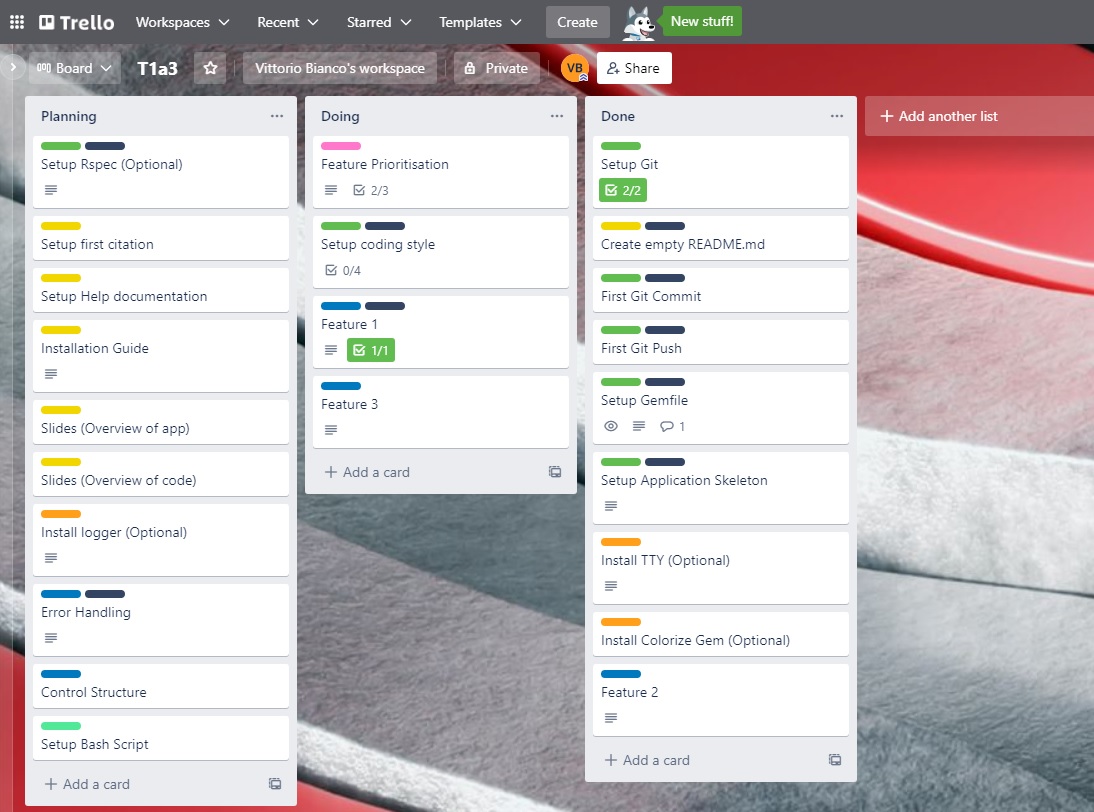 Trello
Workspaces
Recent
Starred
Templates
Create
New stuff!
Board
T1a3
Vittorio Bianco's workspace
Private
VB
Share
Planning
Setup Rspec (Optional)
Setup first citation
Setup Help documentation
Installation Guide
Slides (Overview of app)
Slides (Overview of code)
Install logger (Optional)
Error Handling
Control Structure
Setup Bash Script
+ Add a card
Doing
Feature Prioritisation
2/3
Setup coding style
0/4
Feature 1
1/1
Feature 3
+ Add a card
Done
Setup Git
2/2
Create empty README.md
First Git Commit
First Git Push
Setup Gemfile
1
Setup Application Skeleton
Install TTY (Optional)
Install Colorize Gem (Optional)
Feature 2
+ Add a card
+ Add another list